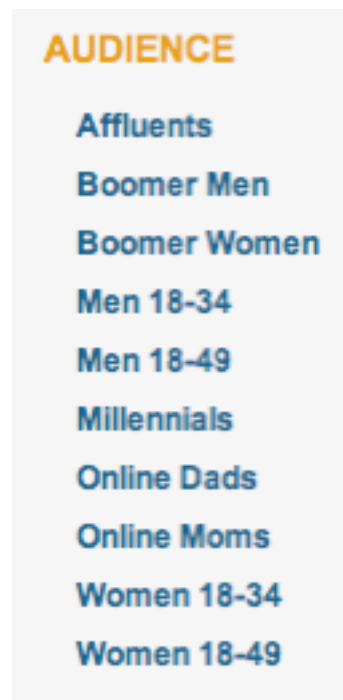 AUDIENCE
Affluents
Boomer Men
Boomer Women
Men 18-34
Men 18-49
Millennials
Online Dads
Online Moms
Women 18-34
Women 18-49